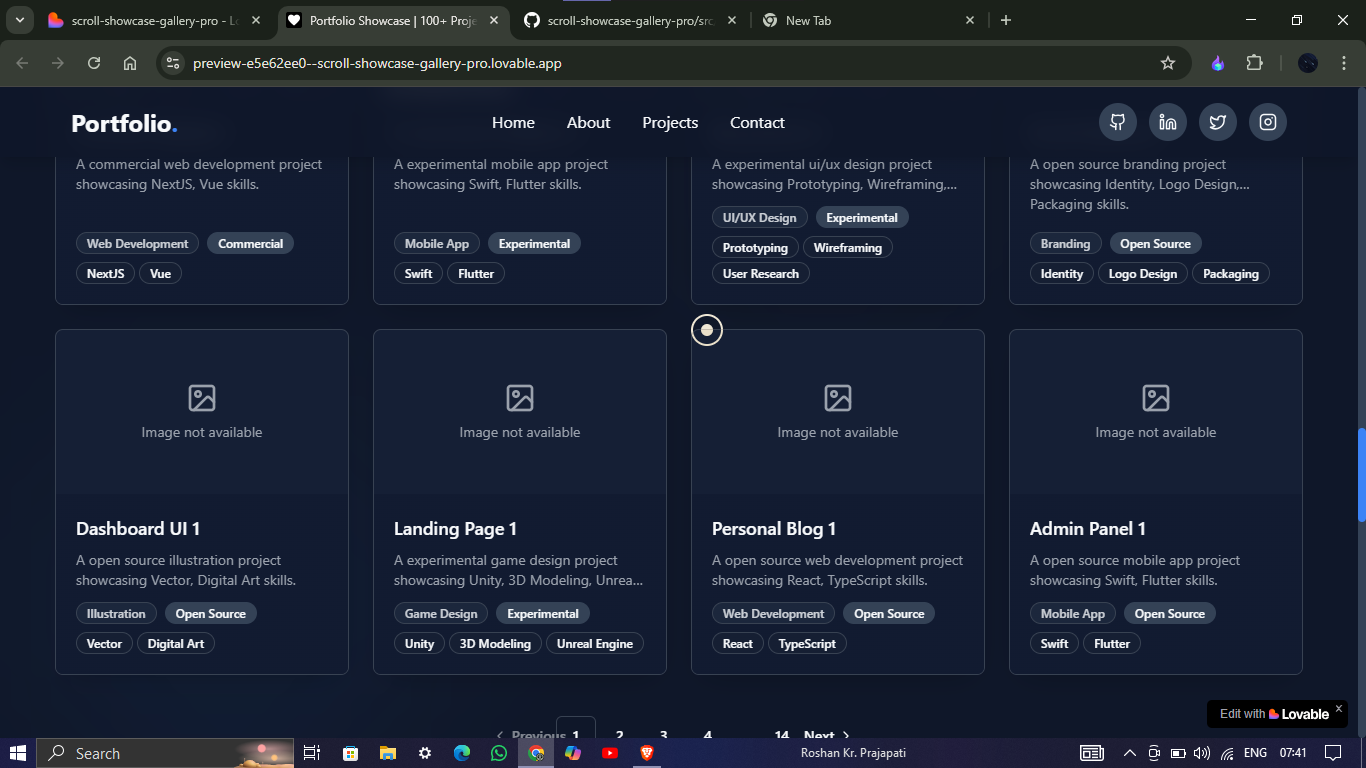 scroll-showcase-gallery-pro - Lo
Portfolio Showcase | 100+ Proje
scroll-showcase-gallery-pro/src
New Tab
preview-e5e62ee0--scroll-showcase-gallery-pro.lovable.app
Portfolio.
Home
About
Projects
Contact
A commercial web development project
showcasing NextJS, Vue skills.
Web Development
Commercial
NextJS
Vue
A experimental mobile app project
showcasing Swift, Flutter skills.
Mobile App
Experimental
Swift
Flutter
A experimental ui/ux design project
showcasing Prototyping, Wireframing,...
UI/UX Design
Experimental
Prototyping
Wireframing
User Research
A open source branding project
showcasing Identity, Logo Design,...
Packaging skills.
Branding
Open Source
Identity
Logo Design
Packaging
Image not available
Dashboard UI 1
A open source illustration project
showcasing Vector, Digital Art skills.
Illustration
Open Source
Vector
Digital Art
Image not available
Landing Page 1
A experimental game design project
showcasing Unity, 3D Modeling, Unrea...
Game Design
Experimental
Unity
3D Modeling
Unreal Engine
Image not available
Personal Blog 1
A open source web development project
showcasing React, TypeScript skills.
Web Development
Open Source
React
TypeScript
Image not available
Admin Panel 1
A open source mobile app project
showcasing Swift, Flutter skills.
Mobile App
Open Source
Swift
Flutter
Previous 1 2 3 4 14 Next
Edit with Lovable
Search
Roshan Kr. Prajapati
ENG
07:41